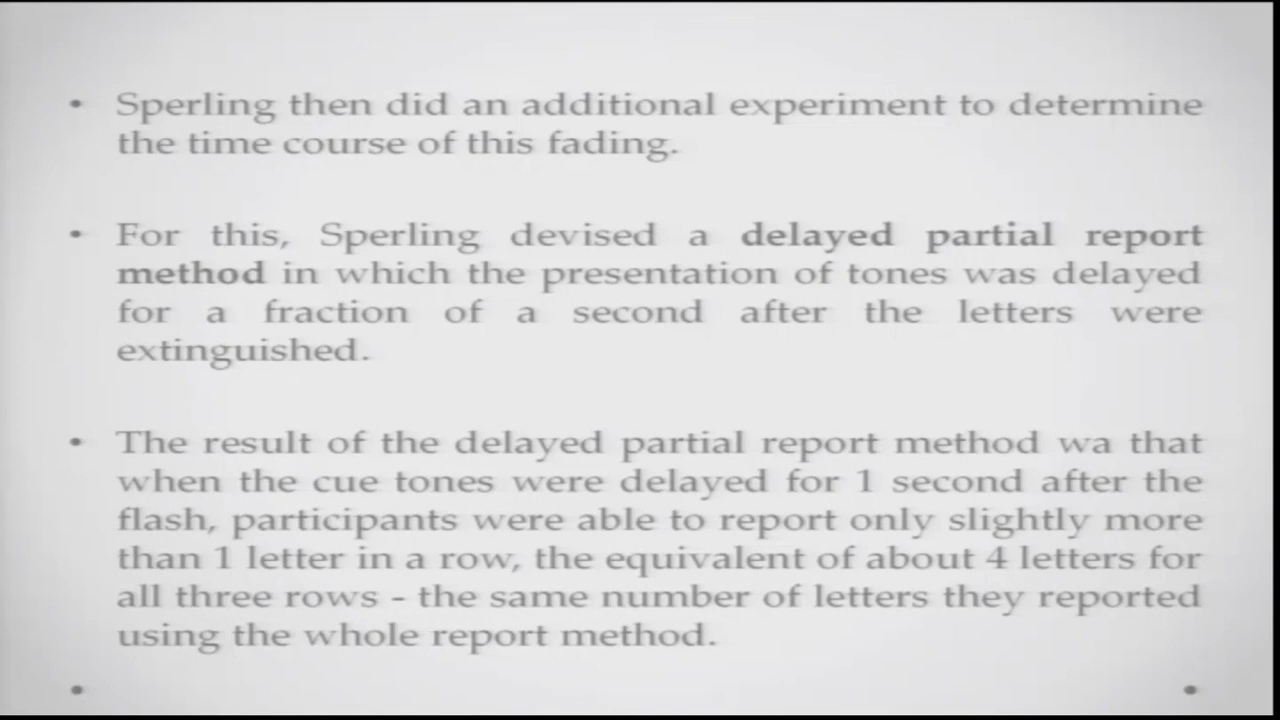 • Sperling then did an additional experiment to determine
the time course of this fading.
• For this, Sperling devised a delayed partial report
method in which the presentation of tones was delayed
for a fraction of a second after the letters were
extinguished.
• The result of the delayed partial report method wa that
when the cue tones were delayed for 1 second after the
flash, participants were able to report only slightly more
than 1 letter in a row, the equivalent of about 4 letters for
all three rows - the same number of letters they reported
using the whole report method.